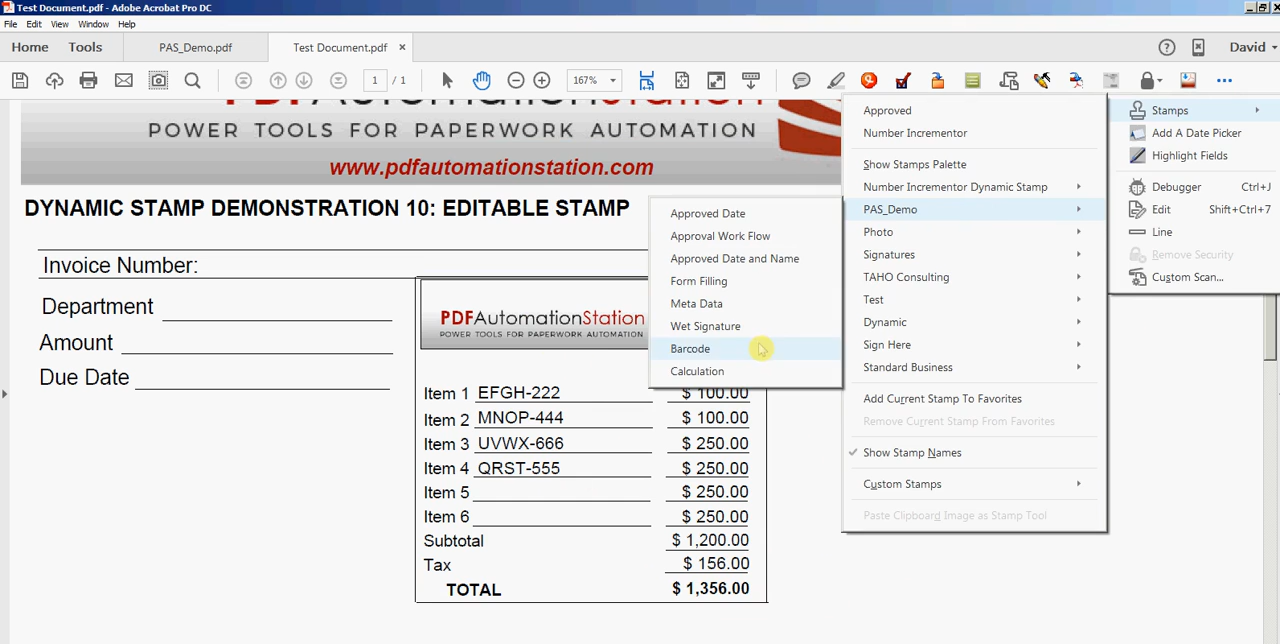 Test Document.pdf - Adobe Acrobat Pro DC
File Edit View Window Help
Home Tools PAS_Demo.pdf Test Document.pdf × David
1 / 1 167%
POWER TOOLS FOR PAPERWORK AUTOMATION
www.pdfautomationstation.com
DYNAMIC STAMP DEMONSTRATION 10: EDITABLE STAMP
Invoice Number:
Department
Amount
Due Date
PDFAutomationStation
POWER TOOLS FOR PAPERWORK AUTOMATION
Item 1 EFGH-222 $ 100.00
Item 2 MNOP-444 $ 100.00
Item 3 UVWX-666 $ 250.00
Item 4 QRST-555 $ 250.00
Item 5 $ 250.00
Item 6 $ 250.00
Subtotal $ 1,200.00
Tax $ 156.00
TOTAL $ 1,356.00
Approved Date
Approval Work Flow
Approved Date and Name
Form Filling
Meta Data
Wet Signature
Barcode
Calculation
Approved
Number Incrementor
Show Stamps Palette
Number Incrementor Dynamic Stamp
PAS_Demo
Photo
Signatures
TAHO Consulting
Test
Dynamic
Sign Here
Standard Business
Add Current Stamp To Favorites
Remove Current Stamp From Favorites
Show Stamp Names
Custom Stamps
Paste Clipboard Image as Stamp Tool
Stamps
Add A Date Picker
Highlight Fields
Debugger Ctrl+J
Edit Shift+Ctrl+7
Line
Remove Security
Custom Scan...